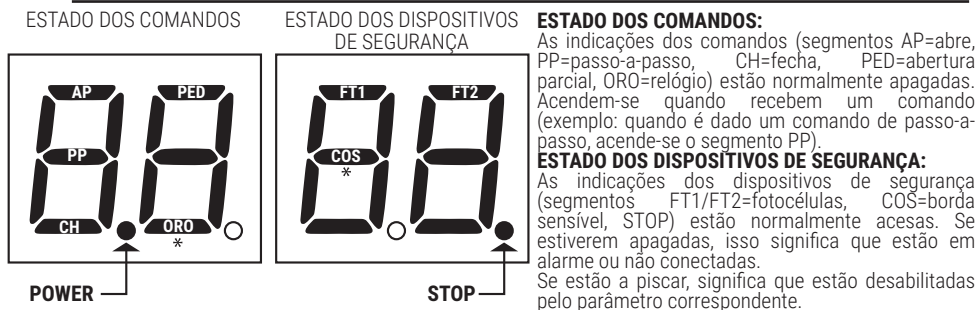 ESTADO DOS COMANDOS
AP
PED
PP
*
CH
ORO
POWER
ESTADO DOS DISPOSITIVOS
DE SEGURANÇA
FT1
FT2
COS
*
STOP
ESTADO DOS COMANDOS:
As indicações dos comandos (segmentos AP=abre,
PP=passo-a-passo, CH=fecha, PED=abertura
parcial, ORO=relógio) estão normalmente apagadas.
Acendem-se quando recebem um comando
(exemplo: quando é dado um comando de passo-a-
passo, acende-se o segmento PP).
ESTADO DOS DISPOSITIVOS DE SEGURANÇA:
As indicações dos dispositivos de segurança
(segmentos FT1/FT2=fotocélulas, COS=borda
sensível, STOP) estão normalmente acesas. Se
estiverem apagadas, isso significa que estão em
alarme ou não conectadas.
Se estão a piscar, significa que estão desabilitadas
pelo parâmetro correspondente.